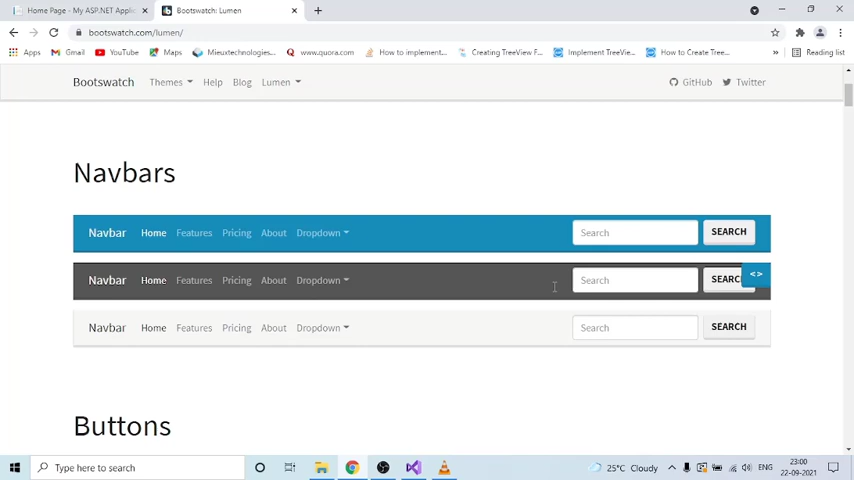 Home Page - My ASP.NET Applic
Bootswatch: Lumen
bootswatch.com/lumen/
Apps Gmail YouTube Maps Mieuxtechnologies... www.quora.com How to implement... Creating TreeView F... Implement TreeVie... How to Create Tree... » Reading list
Bootswatch Themes Help Blog Lumen GitHub Twitter
Navbars
Navbar Home Features Pricing About Dropdown Search SEARCH
Navbar Home Features Pricing About Dropdown Search SEARC <>
Navbar Home Features Pricing About Dropdown Search SEARCH
Buttons
Type here to search 25°C Cloudy ENG 23:00
22-09-2021